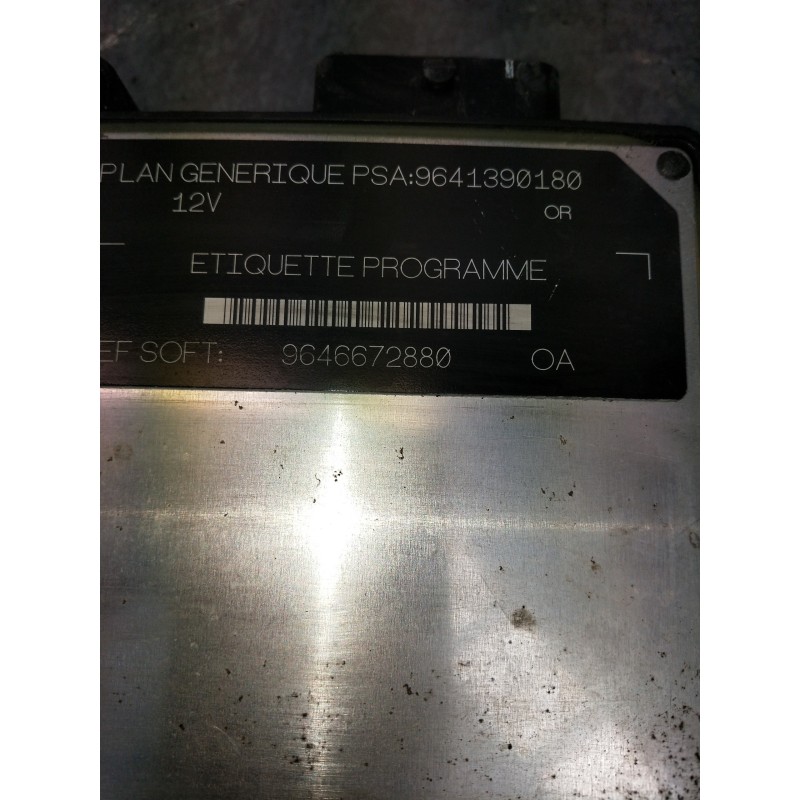 PLAN GENERIQUE PSA:9641390180
12V OR
ETIQUETTE PROGRAMME
EF SOFT: 9646672880 OA